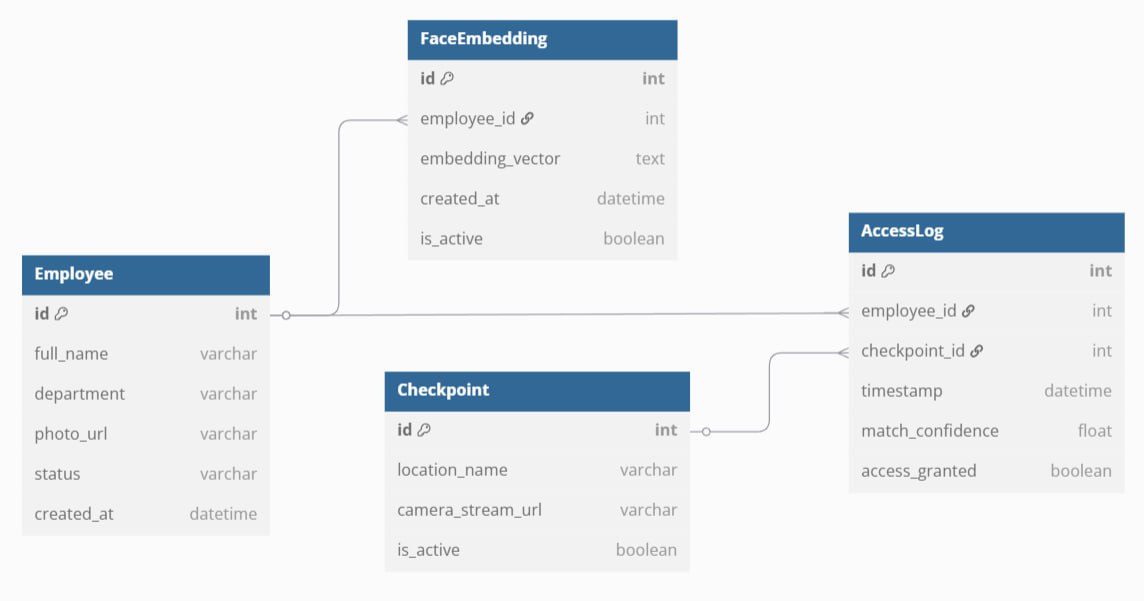 FaceEmbedding
id int
employee_id int
embedding_vector text
created_at datetime
is_active boolean
AccessLog
id int
employee_id int
checkpoint_id int
timestamp datetime
match_confidence float
access_granted boolean
Employee
id int
full_name varchar
department varchar
photo_url varchar
status varchar
created_at datetime
Checkpoint
id int
location_name varchar
camera_stream_url varchar
is_active boolean